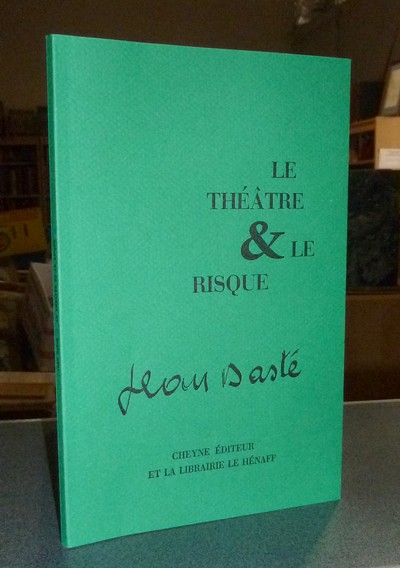 LE
THÉÂTRE
& LE
RISQUE
Jean Dasté
CHEYNE ÉDITEUR
ET LA LIBRAIRIE LE HÉNAFF